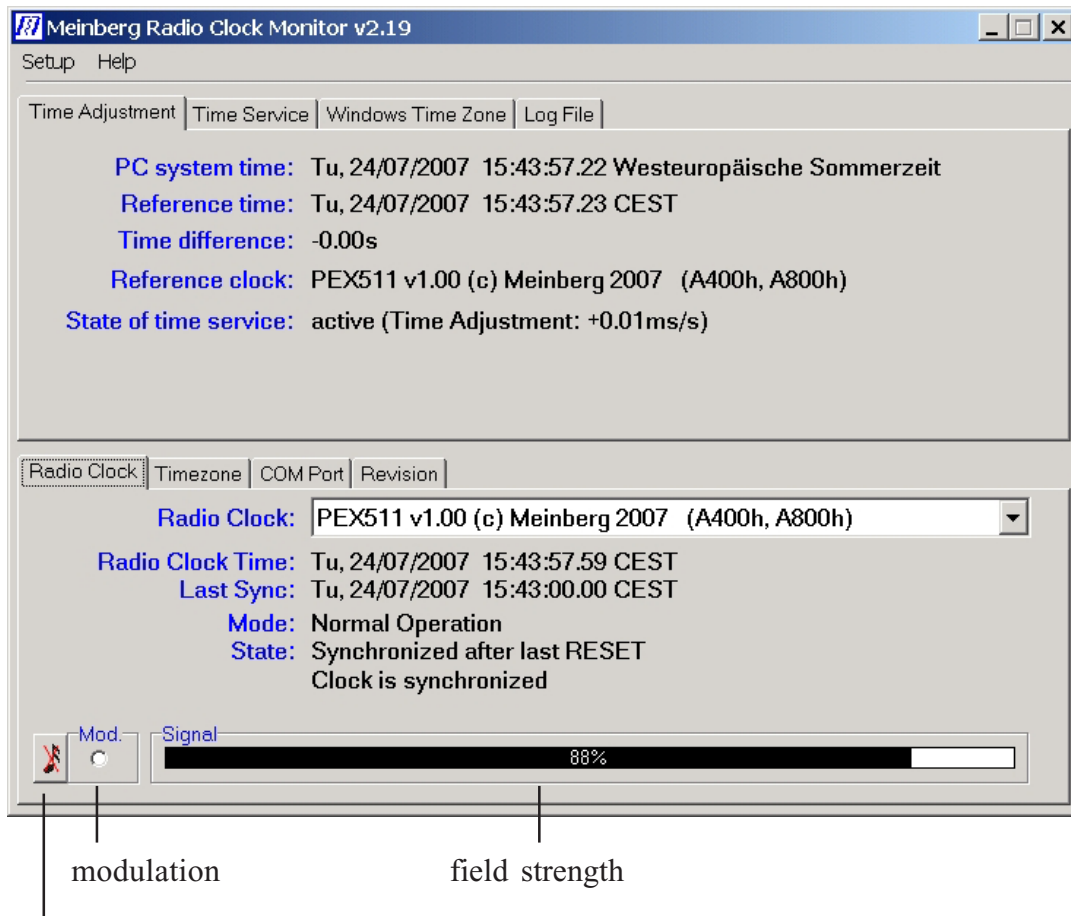 Meinberg Radio Clock Monitor v2.19
Setup Help
Time Adjustment Time Service Windows Time Zone Log File
PC system time: Tu, 24/07/2007 15:43:57.22 Westeuropäische Sommerzeit
Reference time: Tu, 24/07/2007 15:43:57.23 CEST
Time difference: -0.00s
Reference clock: PEX511 v1.00 (c) Meinberg 2007 (A400h, A800h)
State of time service: active (Time Adjustment: +0.01ms/s)
Radio Clock Timezone COM Port Revision
Radio Clock: PEX511 v1.00 (c) Meinberg 2007 (A400h, A800h)
Radio Clock Time: Tu, 24/07/2007 15:43:57.59 CEST
Last Sync: Tu, 24/07/2007 15:43:00.00 CEST
Mode: Normal Operation
State: Synchronized after last RESET
Clock is synchronized
Mod. Signal
88%
modulation field strength